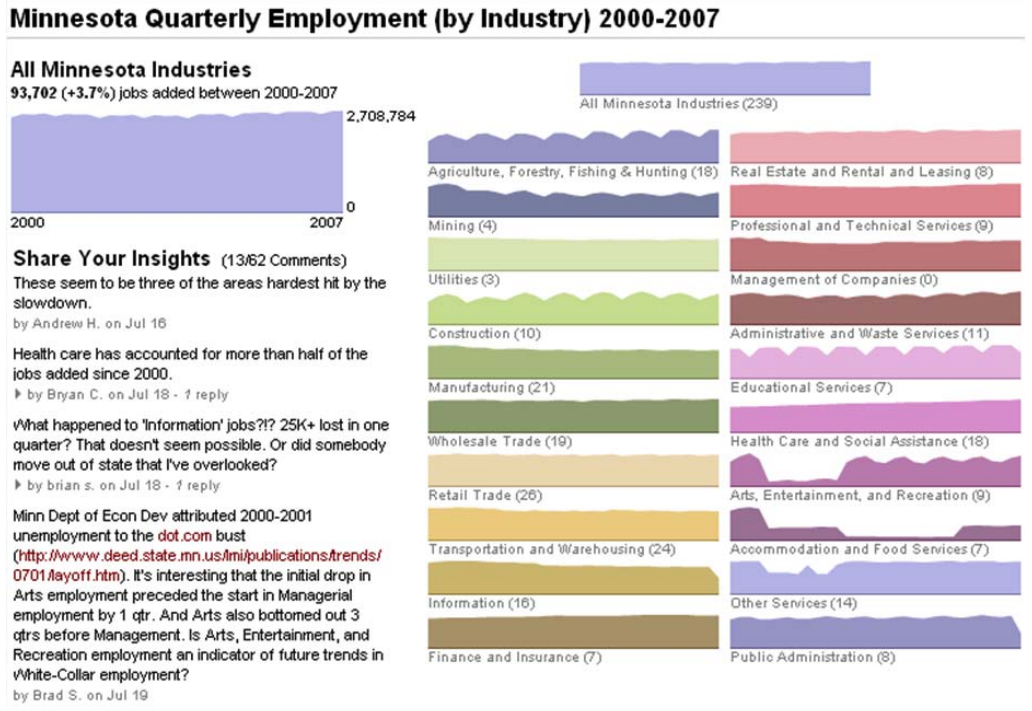 Minnesota Quarterly Employment (by Industry) 2000-2007
All Minnesota Industries
93,702 (+3.7%) jobs added between 2000-2007
2,708,784
0
2000
2007
Share Your Insights (13/62 Comments)
These seem to be three of the areas hardest hit by the
slowdown.
by Andrew H. on Jul 16
Health care has accounted for more than half of the
jobs added since 2000.
by Bryan C. on Jul 18 - 1 reply
What happened to 'Information' jobs?!? 25K+ lost in one
quarter? That doesn't seem possible. Or did somebody
move out of state that I've overlooked?
by brian s. on Jul 18 - 1 reply
Minn Dept of Econ Dev attributed 2000-2001
unemployment to the dot.com bust
(http://www.deed.state.mn.us/lmi/publications/trends/
0701/layoff.htm). It's interesting that the initial drop in
Arts employment preceded the start in Managerial
employment by 1 qtr. And Arts also bottomed out 3
qtrs before Management. Is Arts, Entertainment, and
Recreation employment an indicator of future trends in
White-Collar employment?
by Brad S. on Jul 19
All Minnesota Industries (239)
Agriculture, Forestry, Fishing & Hunting (18)
Mining (4)
Utilities (3)
Construction (10)
Manufacturing (21)
Wholesale Trade (19)
Retail Trade (26)
Transportation and Warehousing (24)
Information (16)
Finance and Insurance (7)
Real Estate and Rental and Leasing (8)
Professional and Technical Services (9)
Management of Companies (0)
Administrative and Waste Services (11)
Educational Services (7)
Health Care and Social Assistance (18)
Arts, Entertainment, and Recreation (9)
Accommodation and Food Services (7)
Other Services (14)
Public Administration (8)